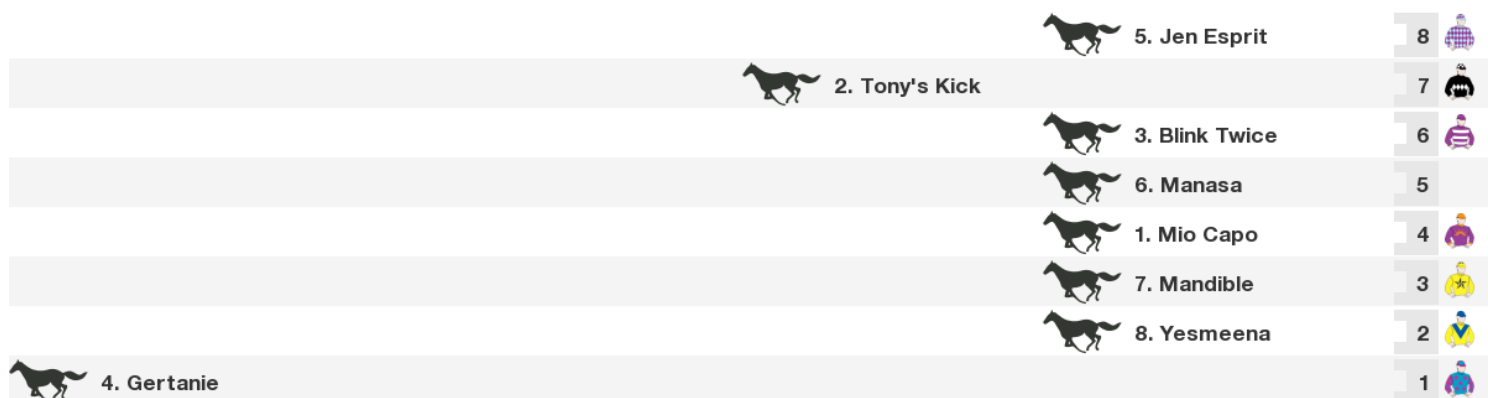 5. Jen Esprit 8
2. Tony's Kick 7
3. Blink Twice 6
6. Manasa 5
1. Mio Capo 4
7. Mandible 3
8. Yesmeena 2
4. Gertanie 1